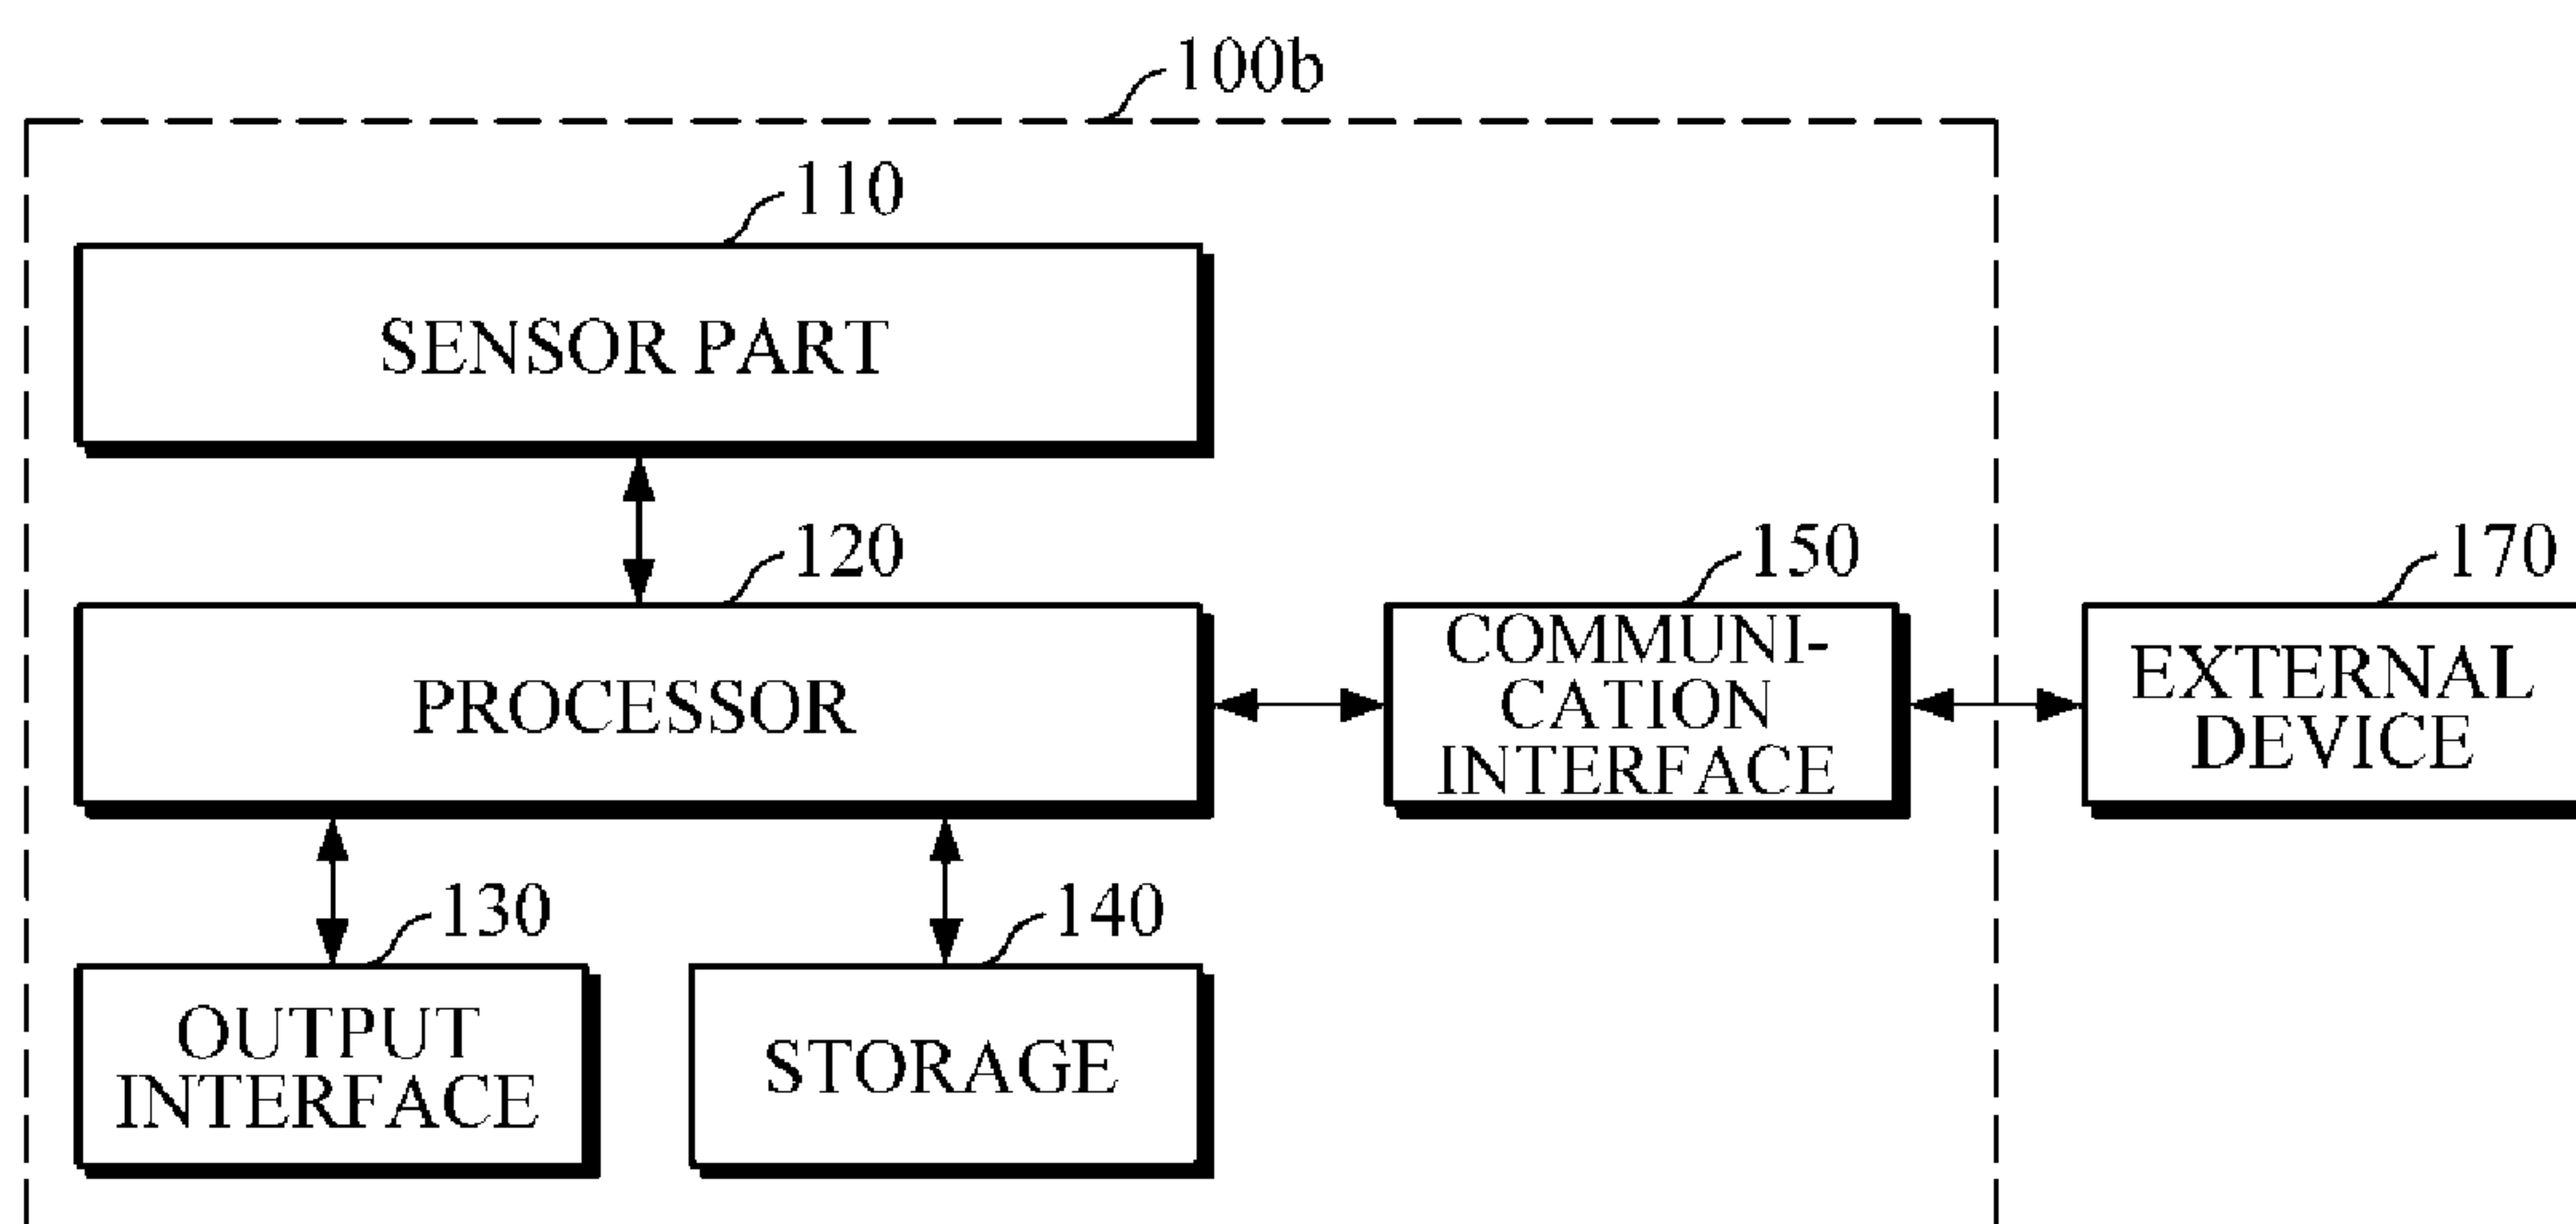 100b
110
SENSOR PART
120
PROCESSOR
150
COMMUNI-
CATION
INTERFACE
170
EXTERNAL
DEVICE
130
OUTPUT
INTERFACE
140
STORAGE